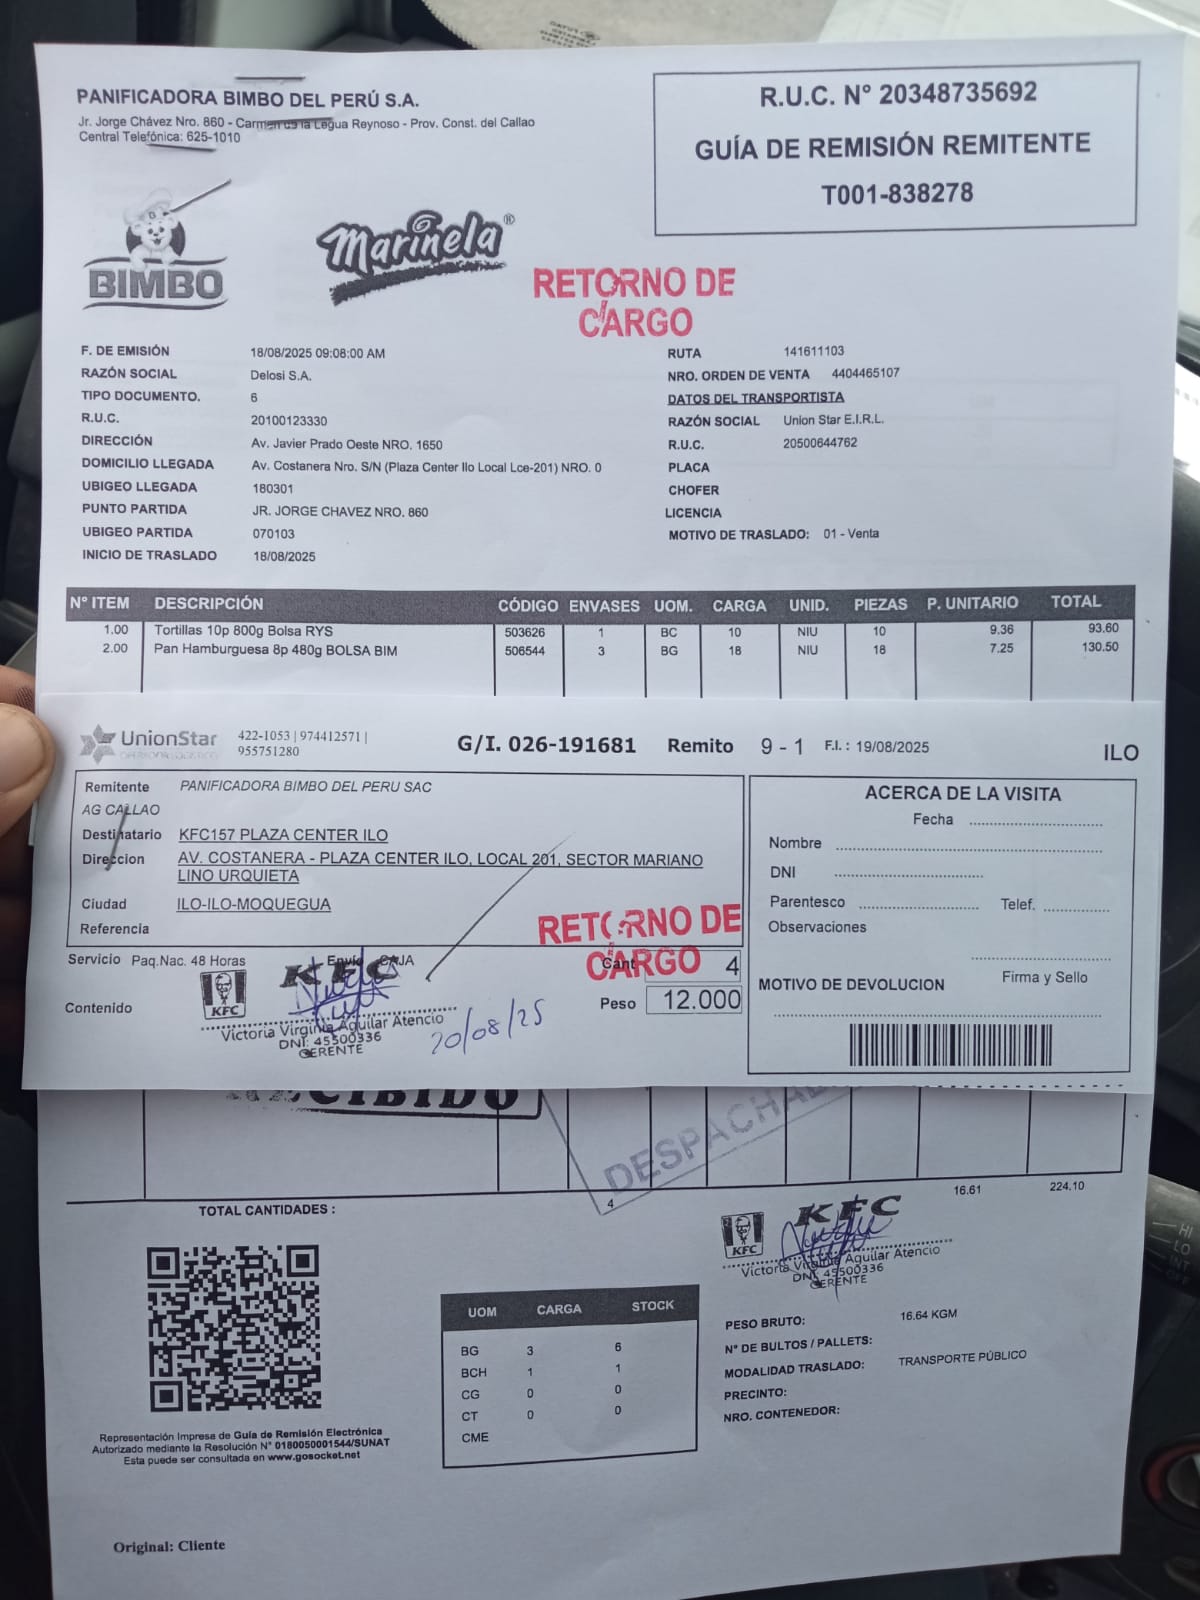 PANIFICADORA BIMBO DEL PERÚ S.A.
Jr. Jorge Chávez Nro. 860 - Carmen de la Legua Reynoso - Prov. Const. del Callao
Central Telefónica: 625-1010
R.U.C. N° 20348735692
GUÍA DE REMISIÓN REMITENTE
T001-838278
BIMBO
Marinela®
RETORNO DE
CARGO
F. DE EMISIÓN 18/08/2025 09:08:00 AM
RAZÓN SOCIAL Delosi S.A.
TIPO DOCUMENTO. 6
R.U.C. 20100123330
DIRECCIÓN Av. Javier Prado Oeste NRO. 1650
DOMICILIO LLEGADA Av. Costanera Nro. S/N (Plaza Center Ilo Local Lce-201) NRO. 0
UBIGEO LLEGADA 180301
PUNTO PARTIDA JR. JORGE CHAVEZ NRO. 860
UBIGEO PARTIDA 070103
INICIO DE TRASLADO 18/08/2025
RUTA 141611103
NRO. ORDEN DE VENTA 4404465107
DATOS DEL TRANSPORTISTA
RAZÓN SOCIAL Union Star E.I.R.L.
R.U.C. 20500644762
PLACA
CHOFER
LICENCIA
MOTIVO DE TRASLADO: 01 - Venta
N° ITEM DESCRIPCIÓN CÓDIGO ENVASES UOM. CARGA UNID. PIEZAS P. UNITARIO TOTAL
1.00 Tortillas 10p 800g Bolsa RYS 503626 1 BC 10 NIU 10 9.36 93.60
2.00 Pan Hamburguesa 8p 480g BOLSA BIM 506544 3 BG 18 NIU 18 7.25 130.50
UnionStar 422-1053 | 974412571 |
955751280
G/I. 026-191681 Remito 9 - 1 F.I. : 19/08/2025 ILO
Remitente PANIFICADORA BIMBO DEL PERU SAC
AG CALLAO
Destinatario KFC157 PLAZA CENTER ILO
Direccion AV. COSTANERA - PLAZA CENTER ILO, LOCAL 201, SECTOR MARIANO
LINO URQUIETA
Ciudad ILO-ILO-MOQUEGUA
Referencia
RETORNO DE
CARGO
Servicio Paq.Nac. 48 Horas Envío CAJA Cant 4
Contenido Peso 12.000
KFC
KFC
Victoria Virginia Aguilar Atencio
DNI: 45500336
GERENTE
20/08/25
ACERCA DE LA VISITA
Fecha
Nombre
DNI
Parentesco Telef.
Observaciones
Firma y Sello
MOTIVO DE DEVOLUCION
RECIBIDO
DESPACHA
4 16.61 224.10
TOTAL CANTIDADES :
KFC
KFC
Victoria Virginia Aguilar Atencio
DNI: 45500336
GERENTE
UOM CARGA STOCK
BG 3 6
BCH 1 1
CG 0 0
CT 0 0
CME
PESO BRUTO: 16.64 KGM
N° DE BULTOS / PALLETS:
MODALIDAD TRASLADO: TRANSPORTE PÚBLICO
PRECINTO:
NRO. CONTENEDOR:
Representación Impresa de Guía de Remisión Electrónica
Autorizado mediante la Resolución N° 0180050001544/SUNAT
Esta puede ser consultada en www.gosocket.net
Original: Cliente
HI
LO
INT
OFF